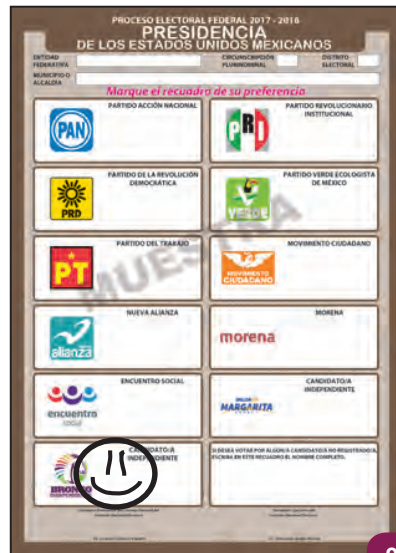 PROCESO ELECTORAL FEDERAL 2017 - 2018
PRESIDENCIA
DE LOS ESTADOS UNIDOS MEXICANOS
ENTIDAD
FEDERATIVA
CIRCUNSCRIPCIÓN
PLURINOMINAL
DISTRITO
ELECTORAL
MUNICIPIO O
ALCALDÍA
Marque el recuadro de su preferencia
PARTIDO ACCIÓN NACIONAL
PAN
PARTIDO REVOLUCIONARIO
INSTITUCIONAL
PRI
PARTIDO DE LA REVOLUCIÓN
DEMOCRÁTICA
PRD
PARTIDO VERDE ECOLOGISTA
DE MÉXICO
VERDE
PARTIDO DEL TRABAJO
PT
MOVIMIENTO CIUDADANO
MOVIMIENTO
CIUDADANO
MUESTRA
NUEVA ALIANZA
alianza
MORENA
morena
ENCUENTRO SOCIAL
encuentro
social
CANDIDATO/A
INDEPENDIENTE
MARGARITA
CANDIDATO/A
INDEPENDIENTE
BRONCO
SI DESEA VOTAR POR ALGÚN/A CANDIDATO/A NO REGISTRADO/A,
ESCRIBA EN ESTE RECUADRO EL NOMBRE COMPLETO.